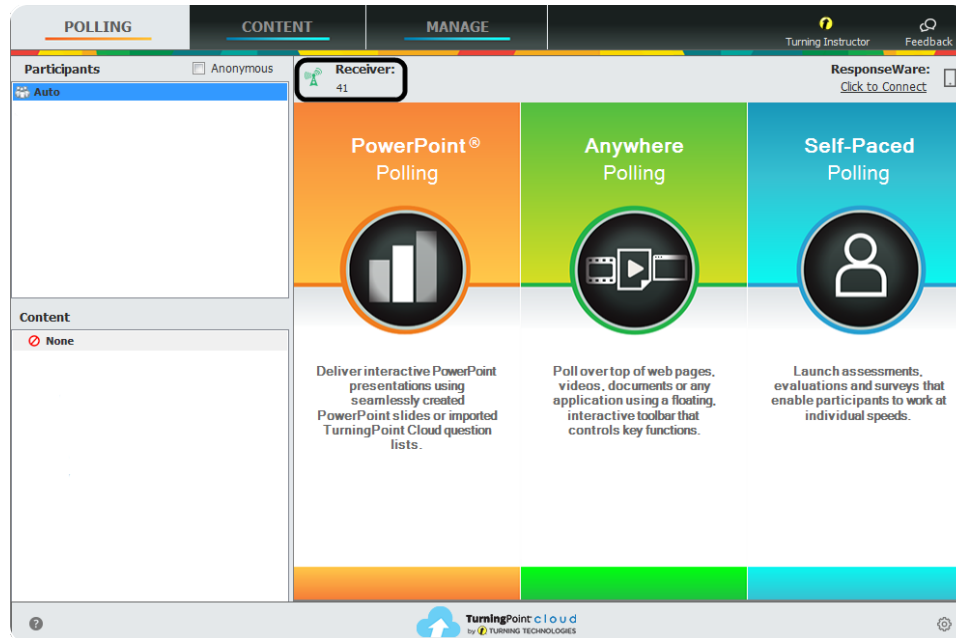 POLLING
CONTENT
MANAGE
Turning Instructor
Feedback
Participants
Anonymous
Auto
Receiver:
41
ResponseWare:
Click to Connect
PowerPoint®
Polling
Anywhere
Polling
Self-Paced
Polling
Content
None
Deliver interactive PowerPoint
presentations using
seamlessly created
PowerPoint slides or imported
TurningPoint Cloud question
lists.
Poll over top of web pages,
videos, documents or any
application using a floating,
interactive toolbar that
controls key functions.
Launch assessments,
evaluations and surveys that
enable participants to work at
individual speeds.
?
TurningPoint cloud
by TURNING TECHNOLOGIES